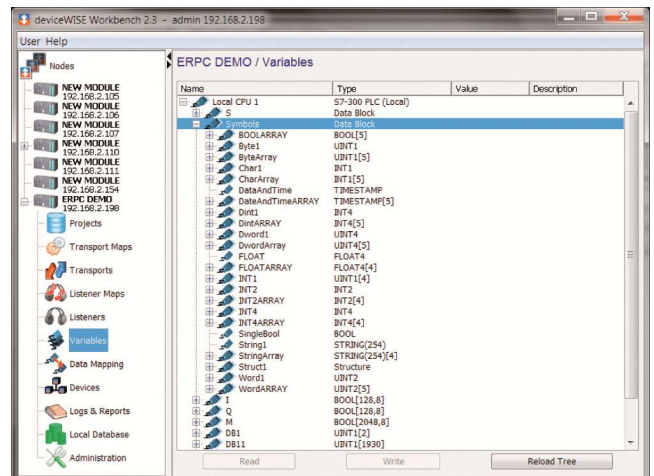 deviceWISE Workbench 2.3 - admin 192.168.2.198
User Help
Nodes
NEW MODULE
192.168.2.105
NEW MODULE
192.168.2.106
NEW MODULE
192.168.2.107
NEW MODULE
192.168.2.110
NEW MODULE
192.168.2.111
NEW MODULE
192.168.2.154
ERPC DEMO
192.168.2.198
Projects
Transport Maps
Transports
Listener Maps
Listeners
Variables
Data Mapping
Devices
Logs & Reports
Local Database
Administration
ERPC DEMO / Variables
Name Type Value Description
Local CPU 1 S7-300 PLC (Local)
S Data Block
Symbols Data Block
BOOLARRAY BOOL[5]
Byte1 UINT1
ByteArray UINT1[5]
Char1 INT1
CharArray INT1[5]
DataAndTime TIMESTAMP
DateAndTimeARRAY TIMESTAMP[5]
Dint1 INT4
DintARRAY INT4[5]
Dword1 UINT4
DwordArray UINT4[5]
FLOAT FLOAT4
FLOATARRAY FLOAT4[4]
INT1 UINT1[4]
INT2 INT2
INT2ARRAY INT2[4]
INT4 INT4
INT4ARRAY INT4[4]
SingleBool BOOL
String1 STRING(254)
StringArray STRING(254)[4]
Struct1 Structure
Word1 UINT2
WordARRAY UINT2[5]
I BOOL[128,8]
Q BOOL[128,8]
M BOOL[2048,8]
DB1 UINT1[2]
DB11 UINT1[1930]
Read Write Reload Tree